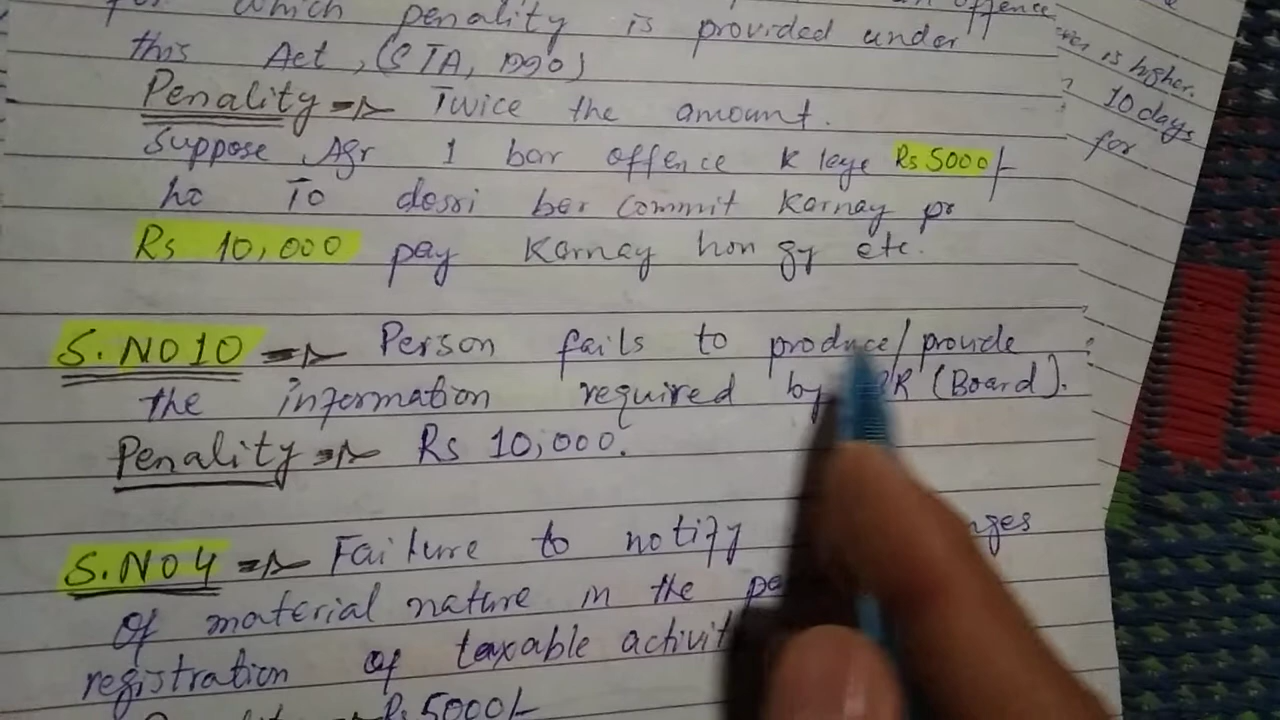 which penality is provided under
this Act, (STA, 1990)
Penality => Twice the amount.
Suppose Agr 1 bar offence k leye Rs 5000/-
ho To dosri bar commit karnay pr
Rs 10,000 pay karnay hon gy etc.
S.NO 10 => Person fails to produce/provide
the information required by (Board).
Penality => Rs 10,000.
S.NO 4 => Failure to notify
of material nature in the
registration of taxable
Rs 5000/-
offence
is higher.
10 days
for